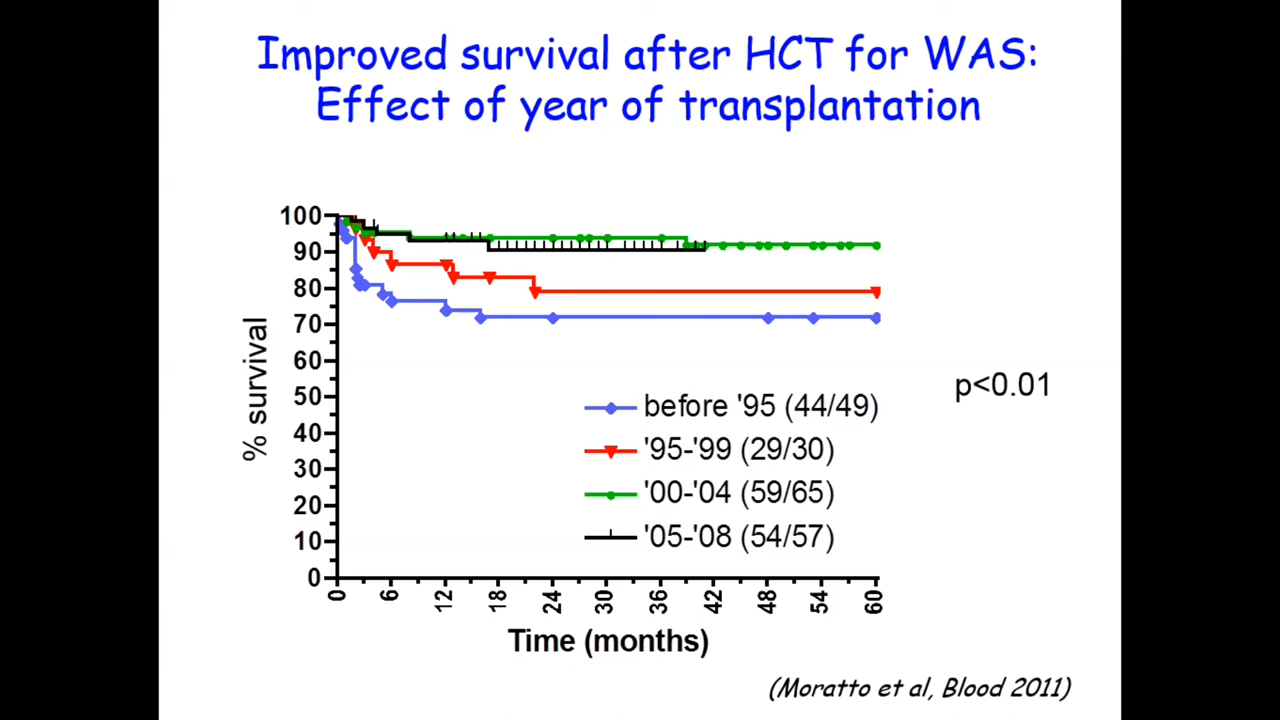 Improved survival after HCT for WAS:
Effect of year of transplantation
100
90
80
70
60
50
40
30
20
10
0
% survival
0 6 12 18 24 30 36 42 48 54 60
Time (months)
before '95 (44/49)
'95-'99 (29/30)
'00-'04 (59/65)
'05-'08 (54/57)
p<0.01
(Moratto et al, Blood 2011)